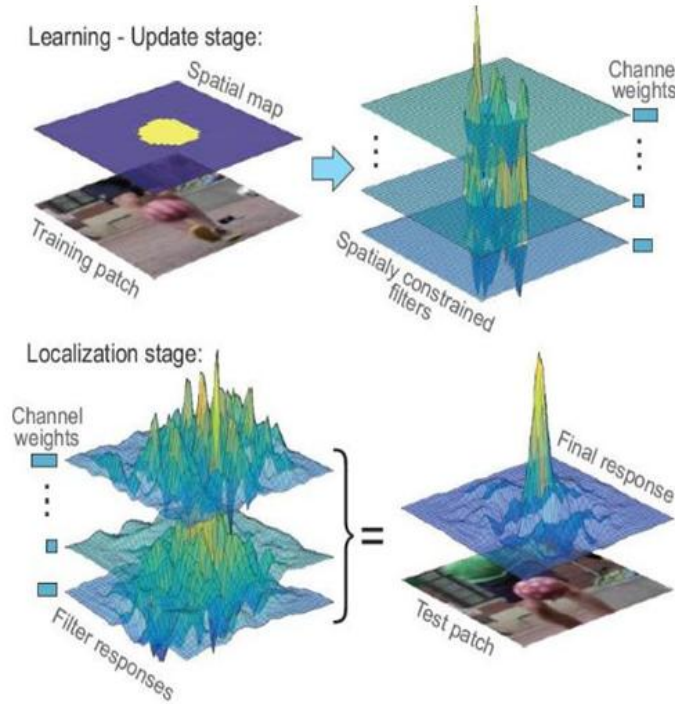 Learning - Update stage:
Spatial map
Training patch
Channel
weights
Spatialy constrained
filters
Localization stage:
Channel
weights
Filter responses
=
Final response
Test patch